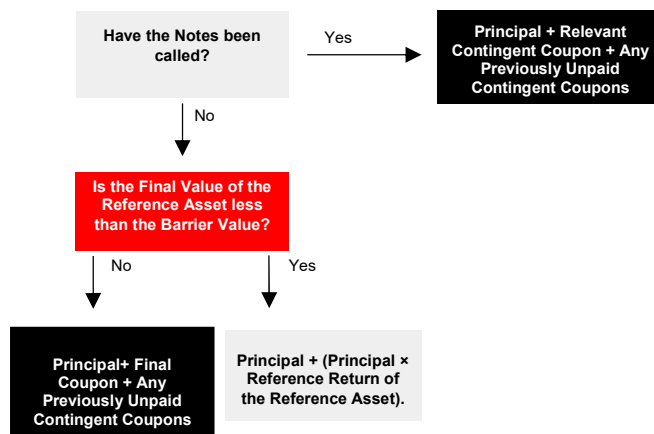 Have the Notes been
called?
Yes
Principal + Relevant
Contingent Coupon + Any
Previously Unpaid
Contingent Coupons
No
Is the Final Value of the
Reference Asset less
than the Barrier Value?
No
Yes
Principal+ Final
Coupon + Any
Previously Unpaid
Contingent Coupons
Principal + (Principal ×
Reference Return of
the Reference Asset).